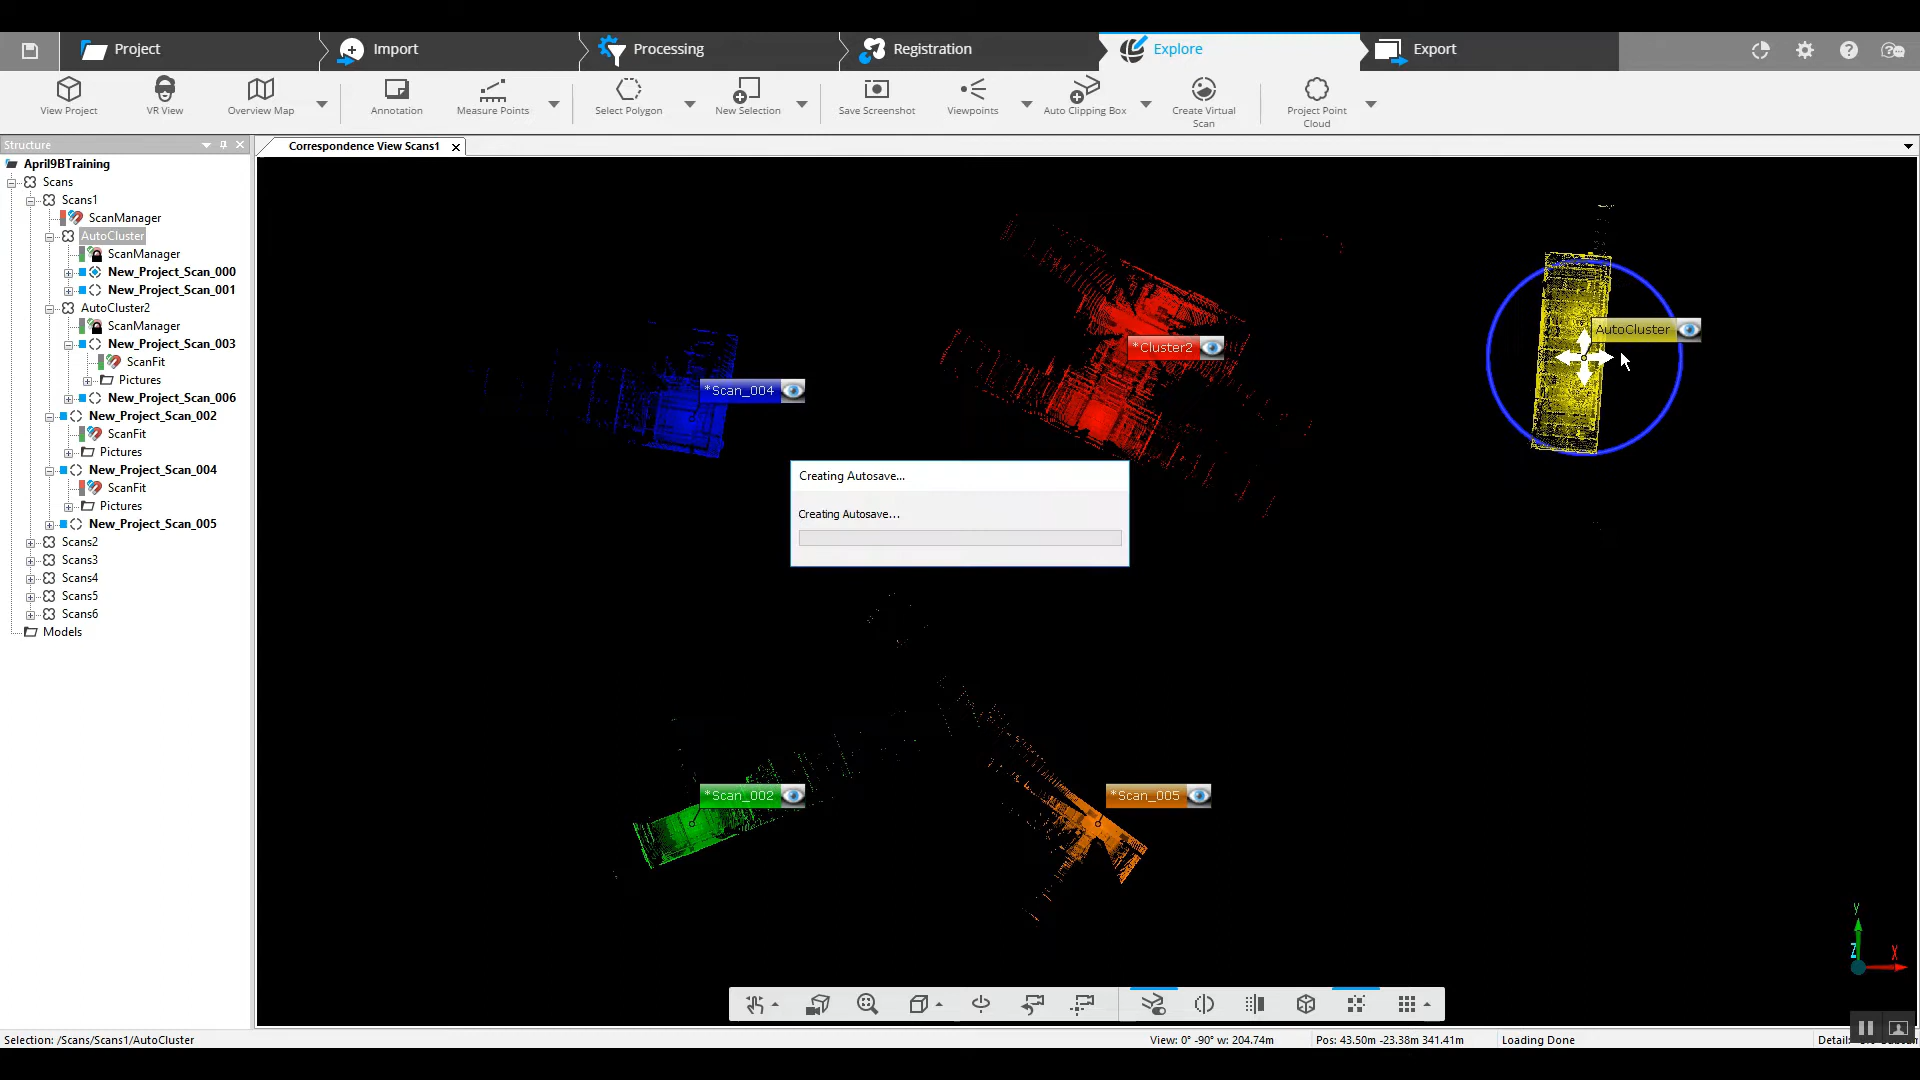 Project
Import
Processing
Registration
Explore
Export
View Project
VR View
Overview Map
Annotation
Measure Points
Select Polygon
New Selection
Save Screenshot
Viewpoints
Auto Clipping Box
Create Virtual Scan
Project Point Cloud
Structure
Correspondence View Scans1
April9BTraining
Scans
Scans1
ScanManager
AutoCluster
ScanManager
New_Project_Scan_000
New_Project_Scan_001
AutoCluster2
ScanManager
New_Project_Scan_003
ScanFit
Pictures
New_Project_Scan_006
New_Project_Scan_002
ScanFit
Pictures
New_Project_Scan_004
ScanFit
Pictures
New_Project_Scan_005
Scans2
Scans3
Scans4
Scans5
Scans6
Models
AutoCluster
*Cluster2
*Scan_004
Creating Autosave...
Creating Autosave...
*Scan_002
*Scan_005
y
Z
X
Selection: /Scans/Scans1/AutoCluster
View: 0° -90° w: 204.74m
Pos: 43.50m -23.38m 341.41m
Loading Done
Detail: